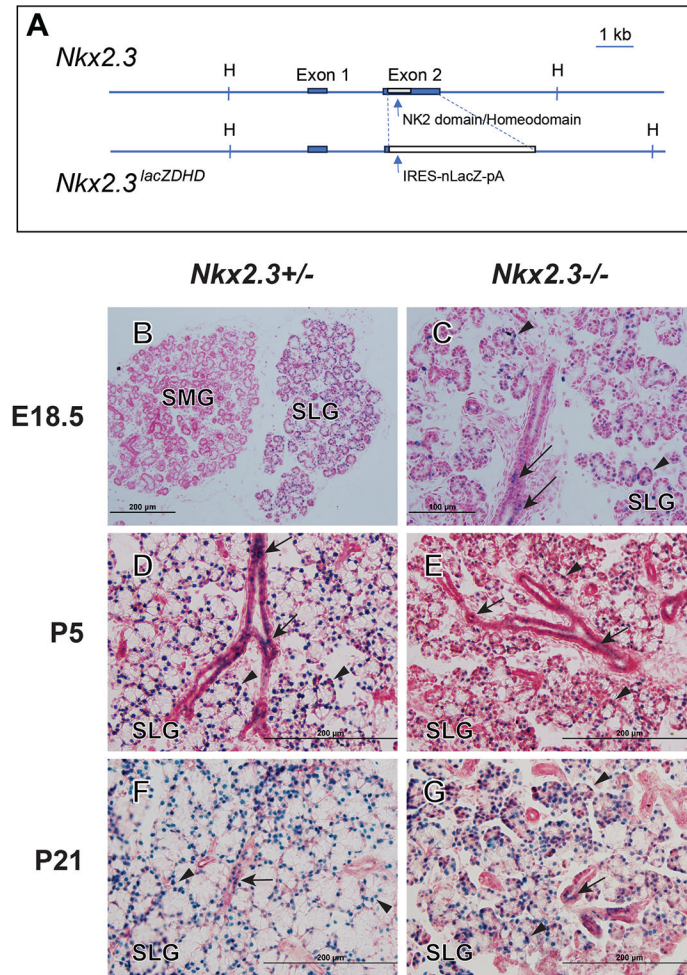 A
1 kb
Nkx2.3
H
Exon 1
Exon 2
H
NK2 domain/Homeodomain
H
H
Nkx2.3lacZDHD
IRES-nLacZ-pA
Nkx2.3+/-
Nkx2.3-/-
E18.5
B
SMG
SLG
200 µm
C
SLG
100 µm
P5
D
SLG
200 µm
E
SLG
200 µm
P21
F
SLG
200 µm
G
SLG
200 µm